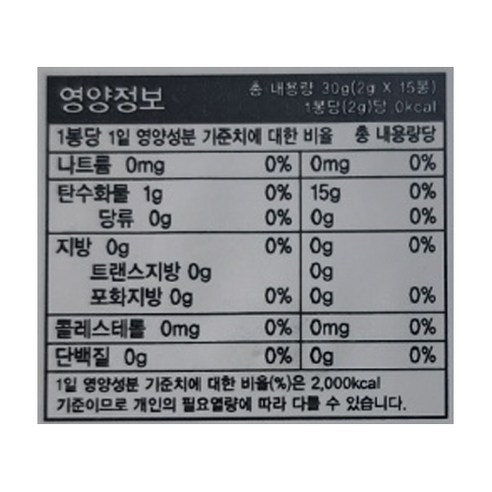 영양정보
총 내용량 30g(2g X 15봉)
1봉당(2g)당 0kcal
1봉당 1일 영양성분 기준치에 대한 비율 총 내용량당
나트륨 0mg 0% 0mg 0%
탄수화물 1g 0% 15g 0%
당류 0g 0% 0g 0%
지방 0g 0% 0g 0%
트랜스지방 0g 0g
포화지방 0g 0% 0g 0%
콜레스테롤 0mg 0% 0mg 0%
단백질 0g 0% 0g 0%
1일 영양성분 기준치에 대한 비율(%)은 2,000kcal
기준이므로 개인의 필요열량에 따라 다를 수 있습니다.